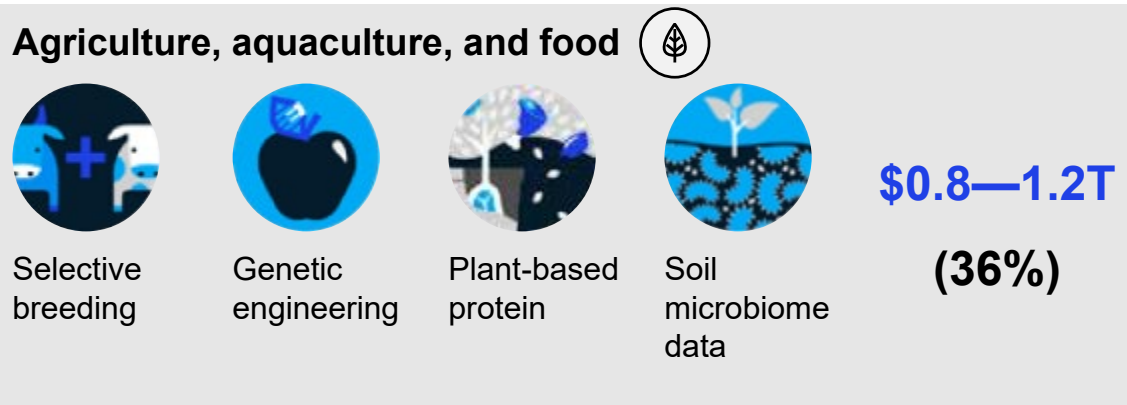 Agriculture, aquaculture, and food
Selective
breeding
Genetic
engineering
Plant-based
protein
Soil
microbiome
data
$0.8—1.2T
(36%)